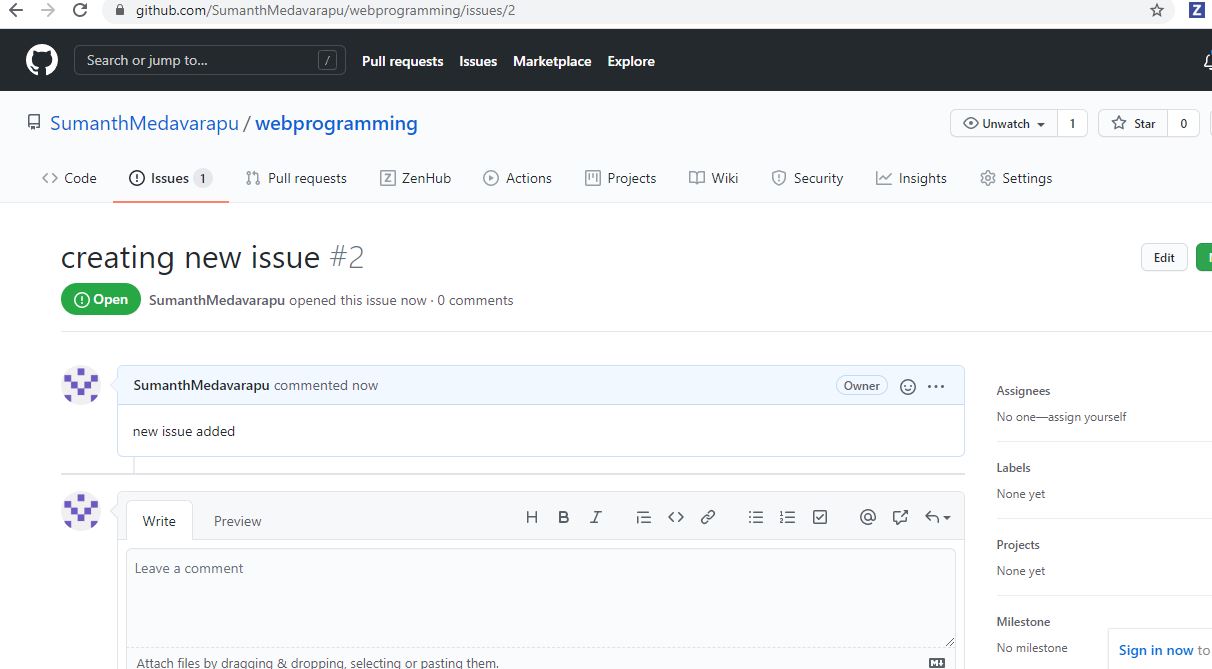 github.com/SumanthMedavarapu/webprogramming/issues/2
Z
Search or jump to... /
Pull requests Issues Marketplace Explore
SumanthMedavarapu / webprogramming
Unwatch 1 Star 0
Code Issues 1 Pull requests Z ZenHub Actions Projects Wiki Security Insights Settings
creating new issue #2
Edit
Open SumanthMedavarapu opened this issue now · 0 comments
SumanthMedavarapu commented now
Owner ...
new issue added
Assignees
No one—assign yourself
Labels
None yet
Write Preview
H B I <> @
Leave a comment
Projects
None yet
Milestone
No milestone
Sign in now to
Attach files by dragging & dropping, selecting or pasting them.